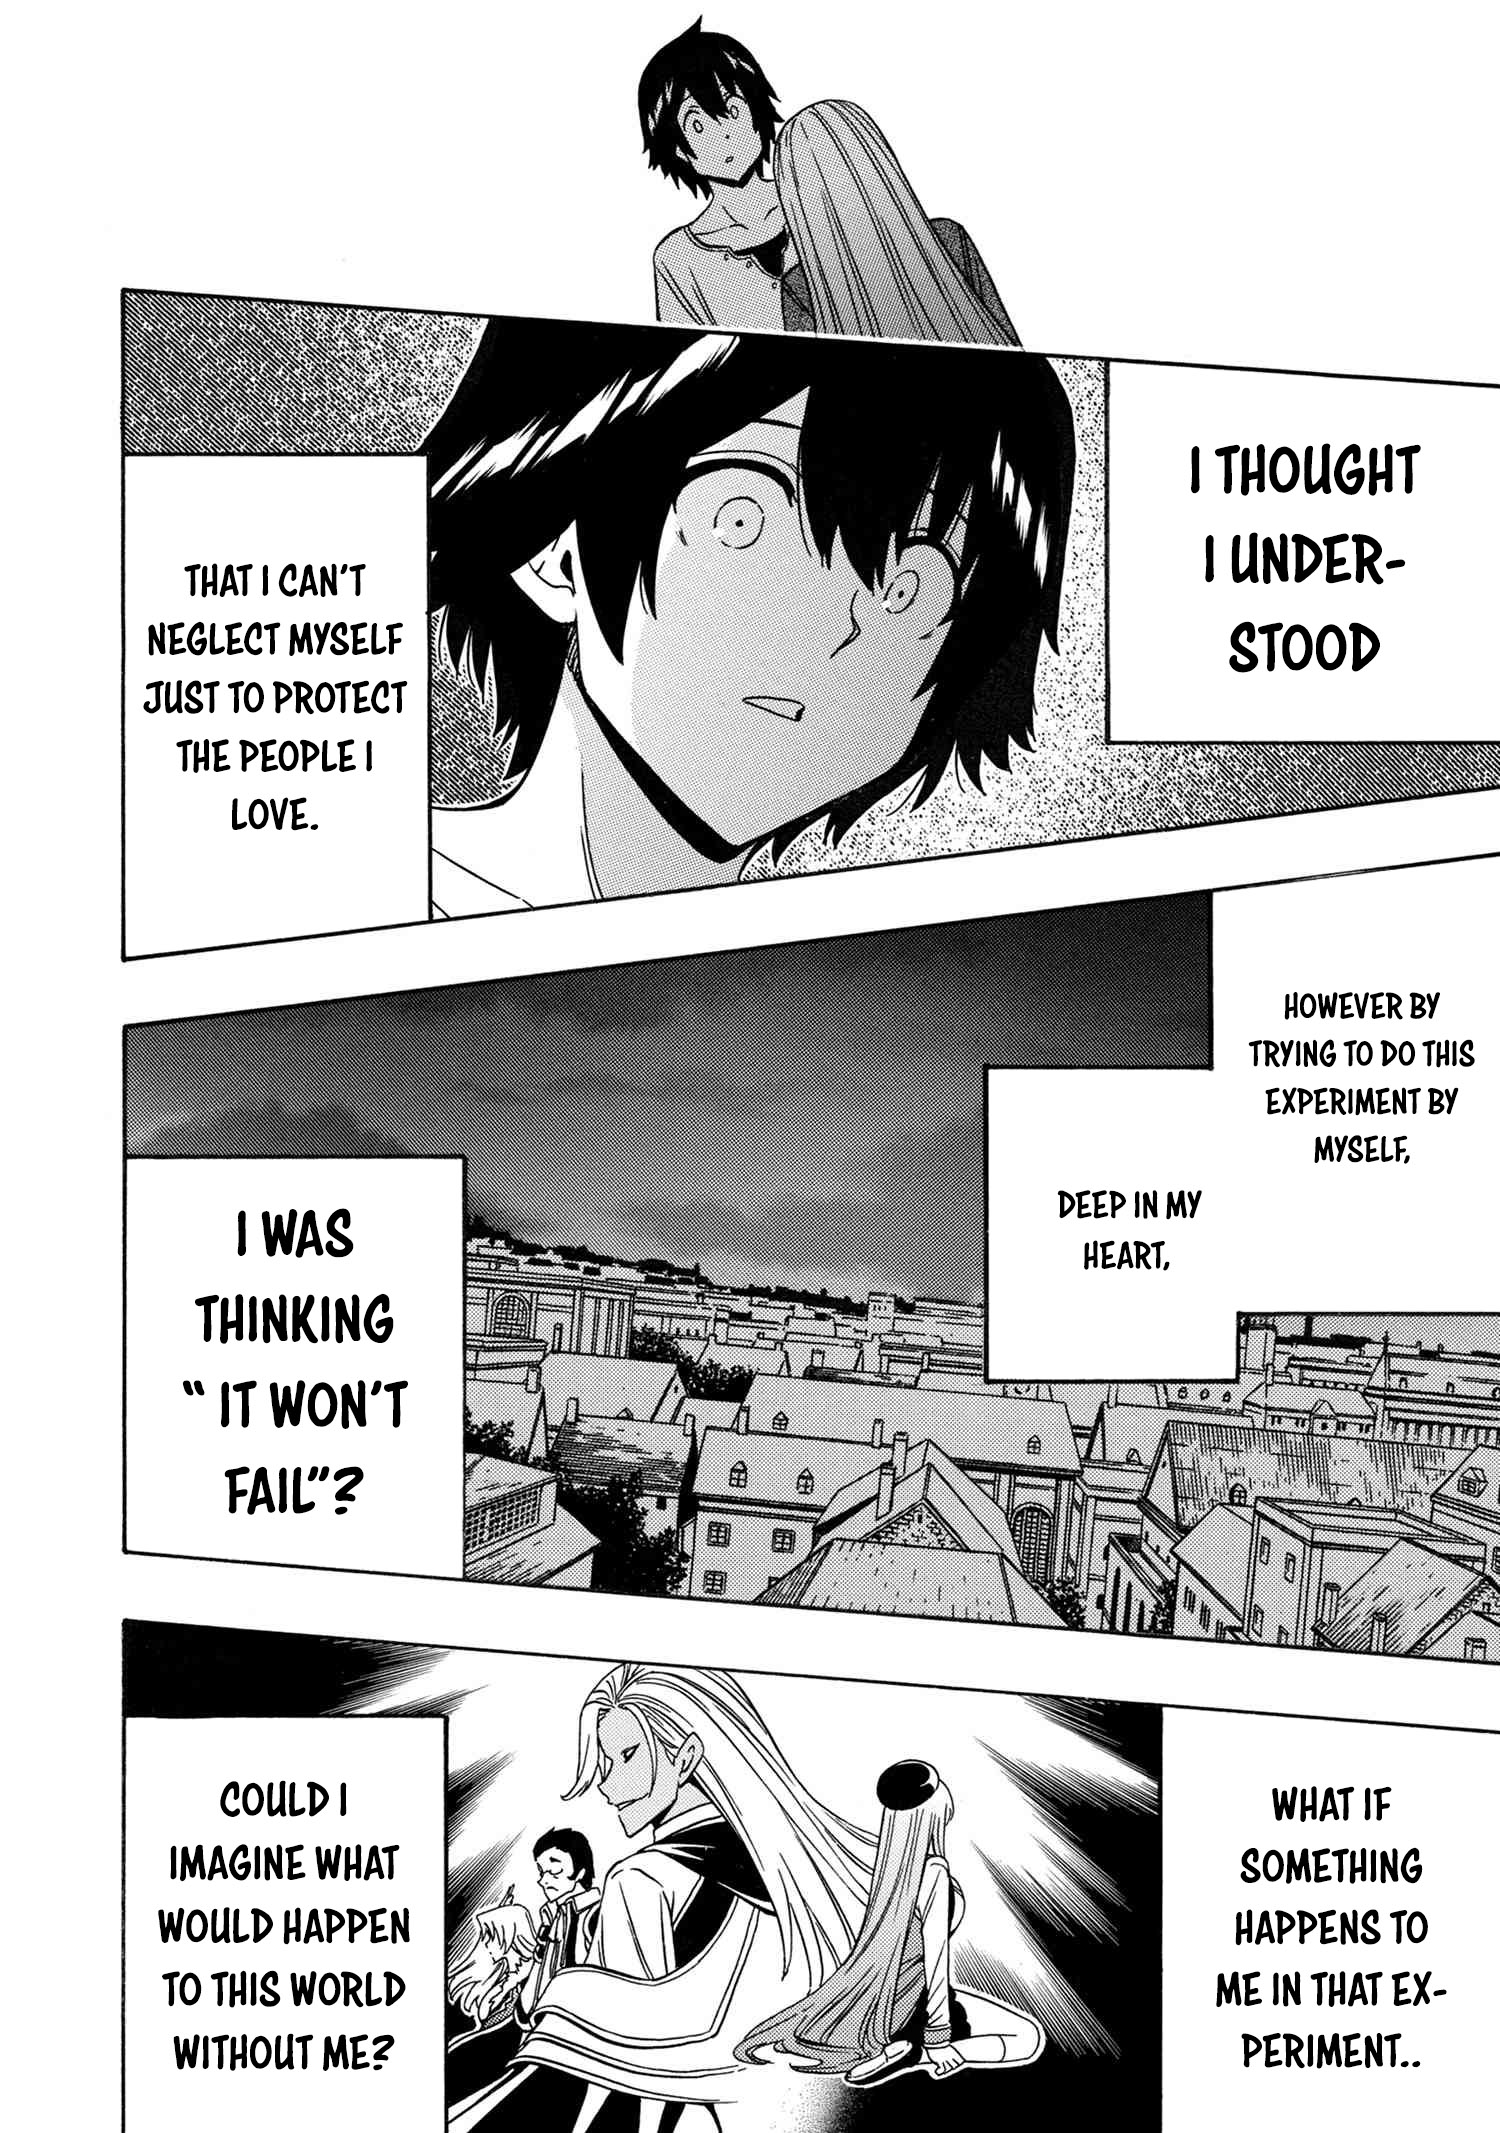 I THOUGHT
I UNDER-
STOOD
THAT I CAN'T
NEGLECT MYSELF
JUST TO PROTECT
THE PEOPLE I
LOVE.
HOWEVER BY
TRYING TO DO THIS
EXPERIMENT BY
MYSELF,
DEEP IN MY
HEART,
I WAS
THINKING
“ IT WON'T
FAIL”?
WHAT IF
SOMETHING
HAPPENS TO
ME IN THAT EX-
PERIMENT..
COULD I
IMAGINE WHAT
WOULD HAPPEN
TO THIS WORLD
WITHOUT ME?